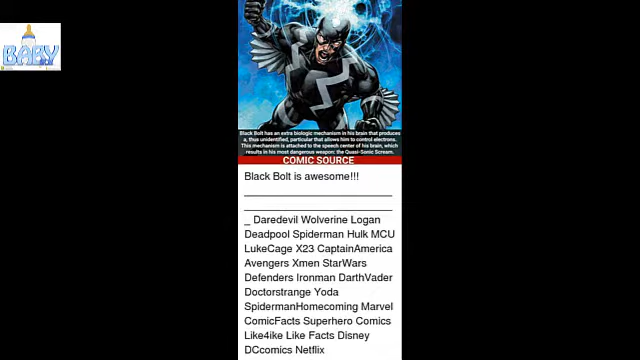 BABY
Black Bolt has an extra biologic mechanism in his brain that produces
a, thus unidentified, particular that allows him to control electrons.
This mechanism is attached to the speech center of his brain, which
results in his most dangerous weapon: the Quasi-Sonic Scream.
COMIC SOURCE
Black Bolt is awesome!!!
_ Daredevil Wolverine Logan
Deadpool Spiderman Hulk MCU
LukeCage X23 CaptainAmerica
Avengers Xmen StarWars
Defenders Ironman DarthVader
Doctorstrange Yoda
SpidermanHomecoming Marvel
ComicFacts Superhero Comics
Like4ike Like Facts Disney
DCcomics Netflix